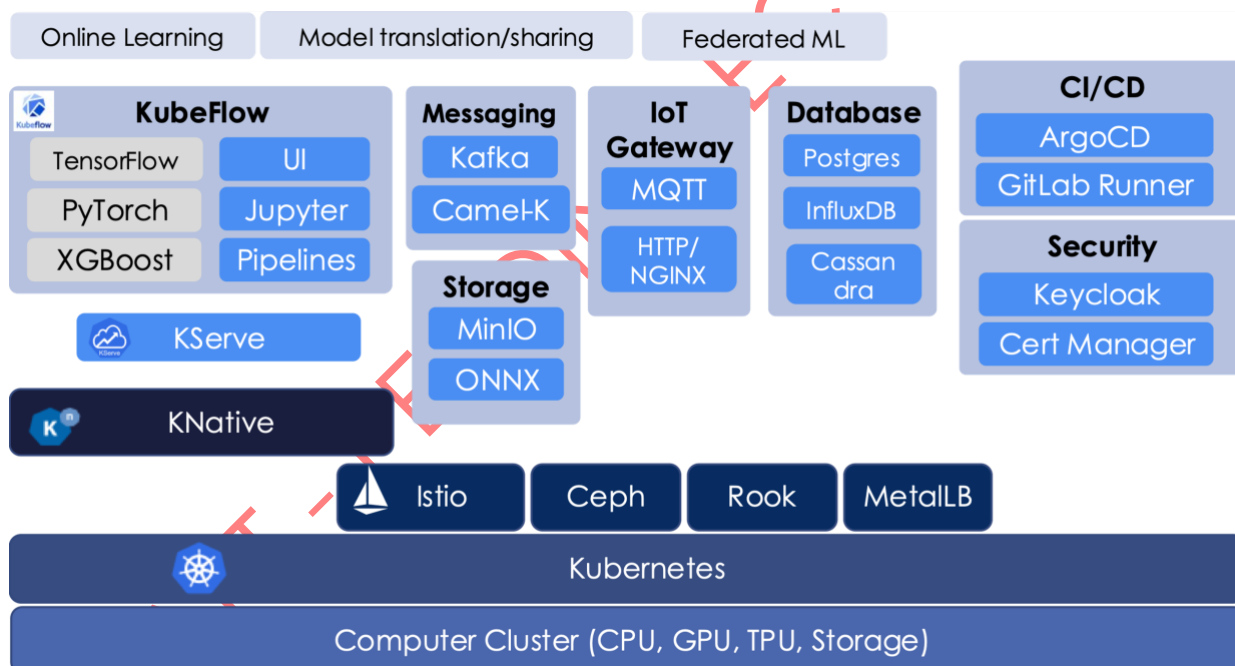 Online Learning
Model translation/sharing
Federated ML
Kubeflow
KubeFlow
TensorFlow
UI
PyTorch
Jupyter
XGBoost
Pipelines
Messaging
Kafka
Camel-K
IoT
Gateway
MQTT
HTTP/
NGINX
Database
Postgres
InfluxDB
Cassan
dra
CI/CD
ArgoCD
GitLab Runner
Security
Keycloak
Cert Manager
Storage
MinIO
ONNX
KServe
KServe
K
n
KNative
Istio
Ceph
Rook
MetalLB
Kubernetes
Computer Cluster (CPU, GPU, TPU, Storage)